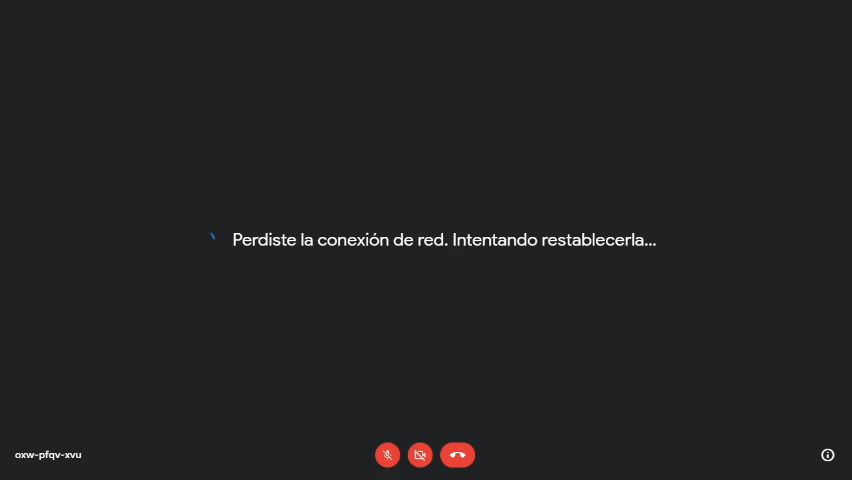 Perdiste la conexión de red. Intentando restablecerla...
oxw-pfqv-xvu